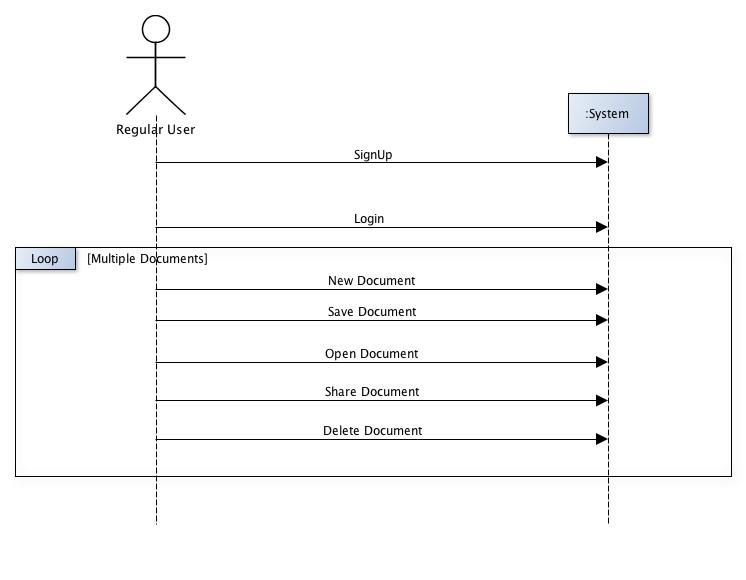 Regular User
:System
SignUp
Login
Loop [Multiple Documents]
New Document
Save Document
Open Document
Share Document
Delete Document